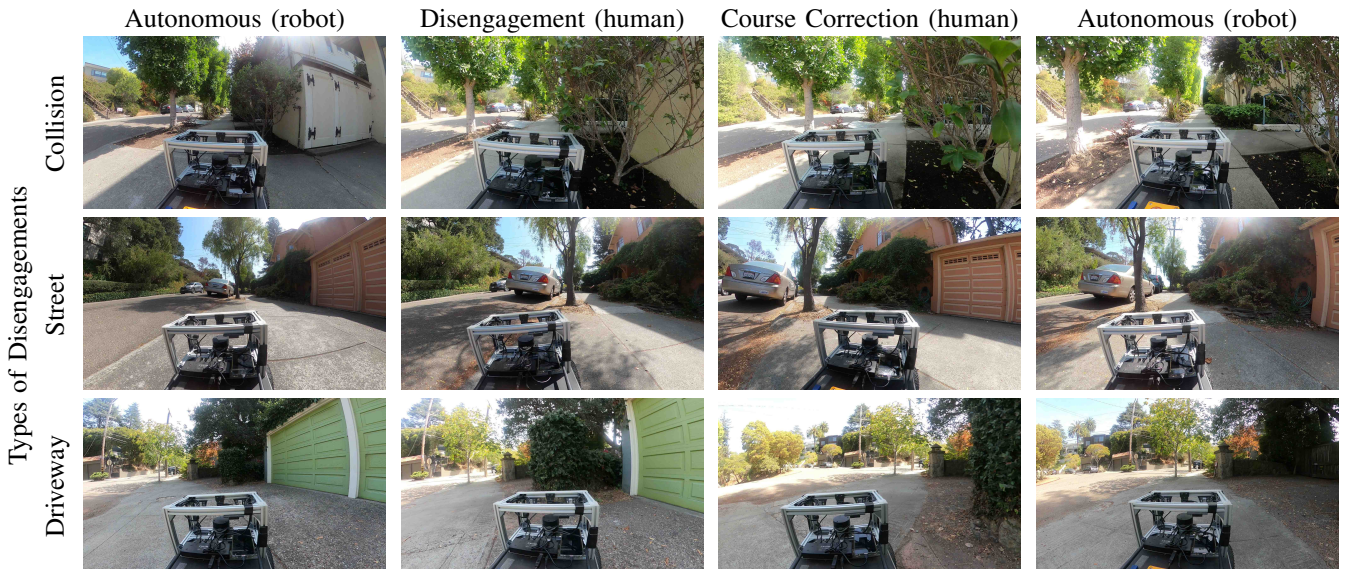 Autonomous (robot)
Disengagement (human)
Course Correction (human)
Autonomous (robot)
Types of Disengagements
Collision
Street
Driveway